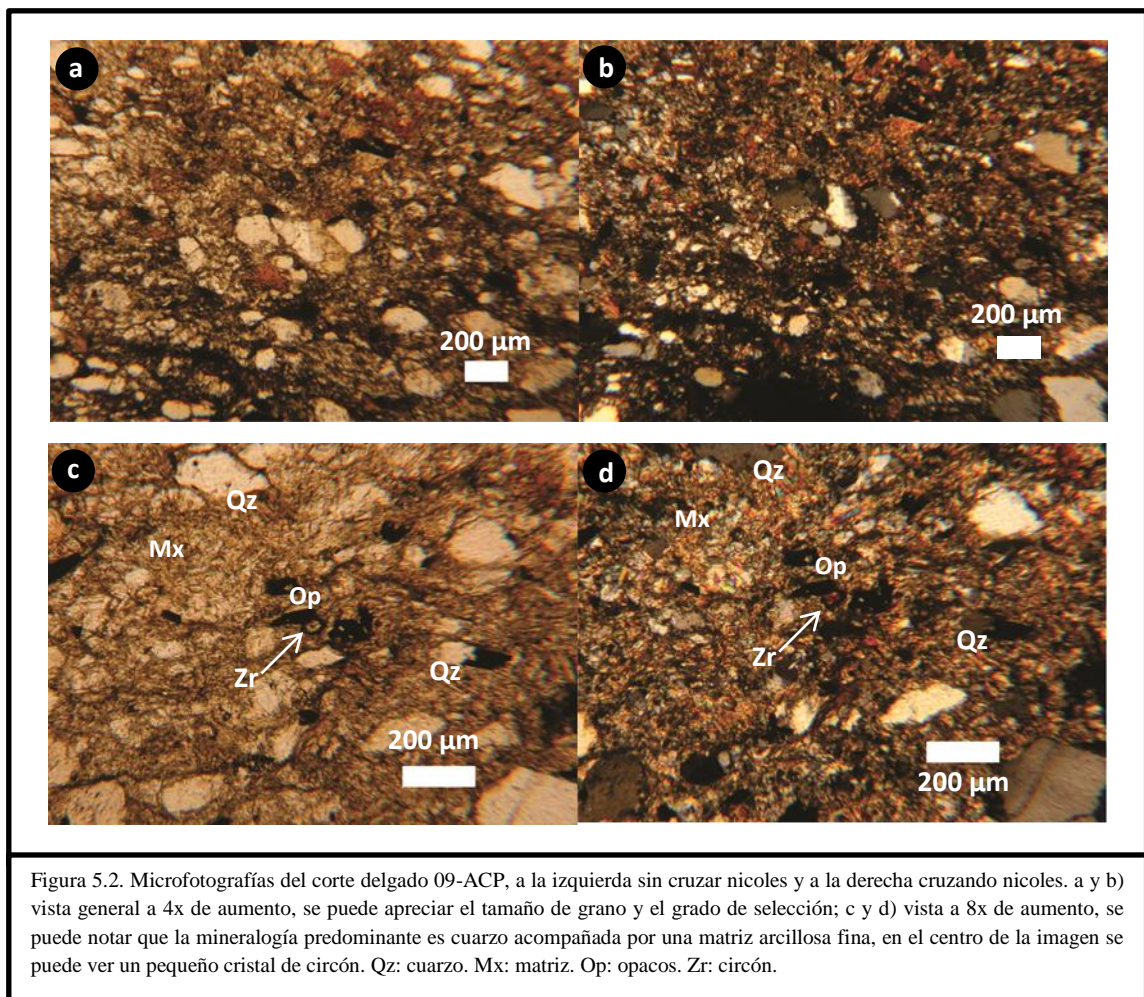 a
b
200 µm
200 µm
c
d
Qz
Mx
Op
Zr
Qz
200 µm
Qz
Mx
Op
Zr
Qz
200 µm
Figura 5.2. Microfotografías del corte delgado 09-ACP, a la izquierda sin cruzar nicoles y a la derecha cruzando nicoles. a y b)
vista general a 4x de aumento, se puede apreciar el tamaño de grano y el grado de selección; c y d) vista a 8x de aumento, se
puede notar que la mineralogía predominante es cuarzo acompañada por una matriz arcillosa fina, en el centro de la imagen se
puede ver un pequeño cristal de circón. Qz: cuarzo. Mx: matriz. Op: opacos. Zr: circón.